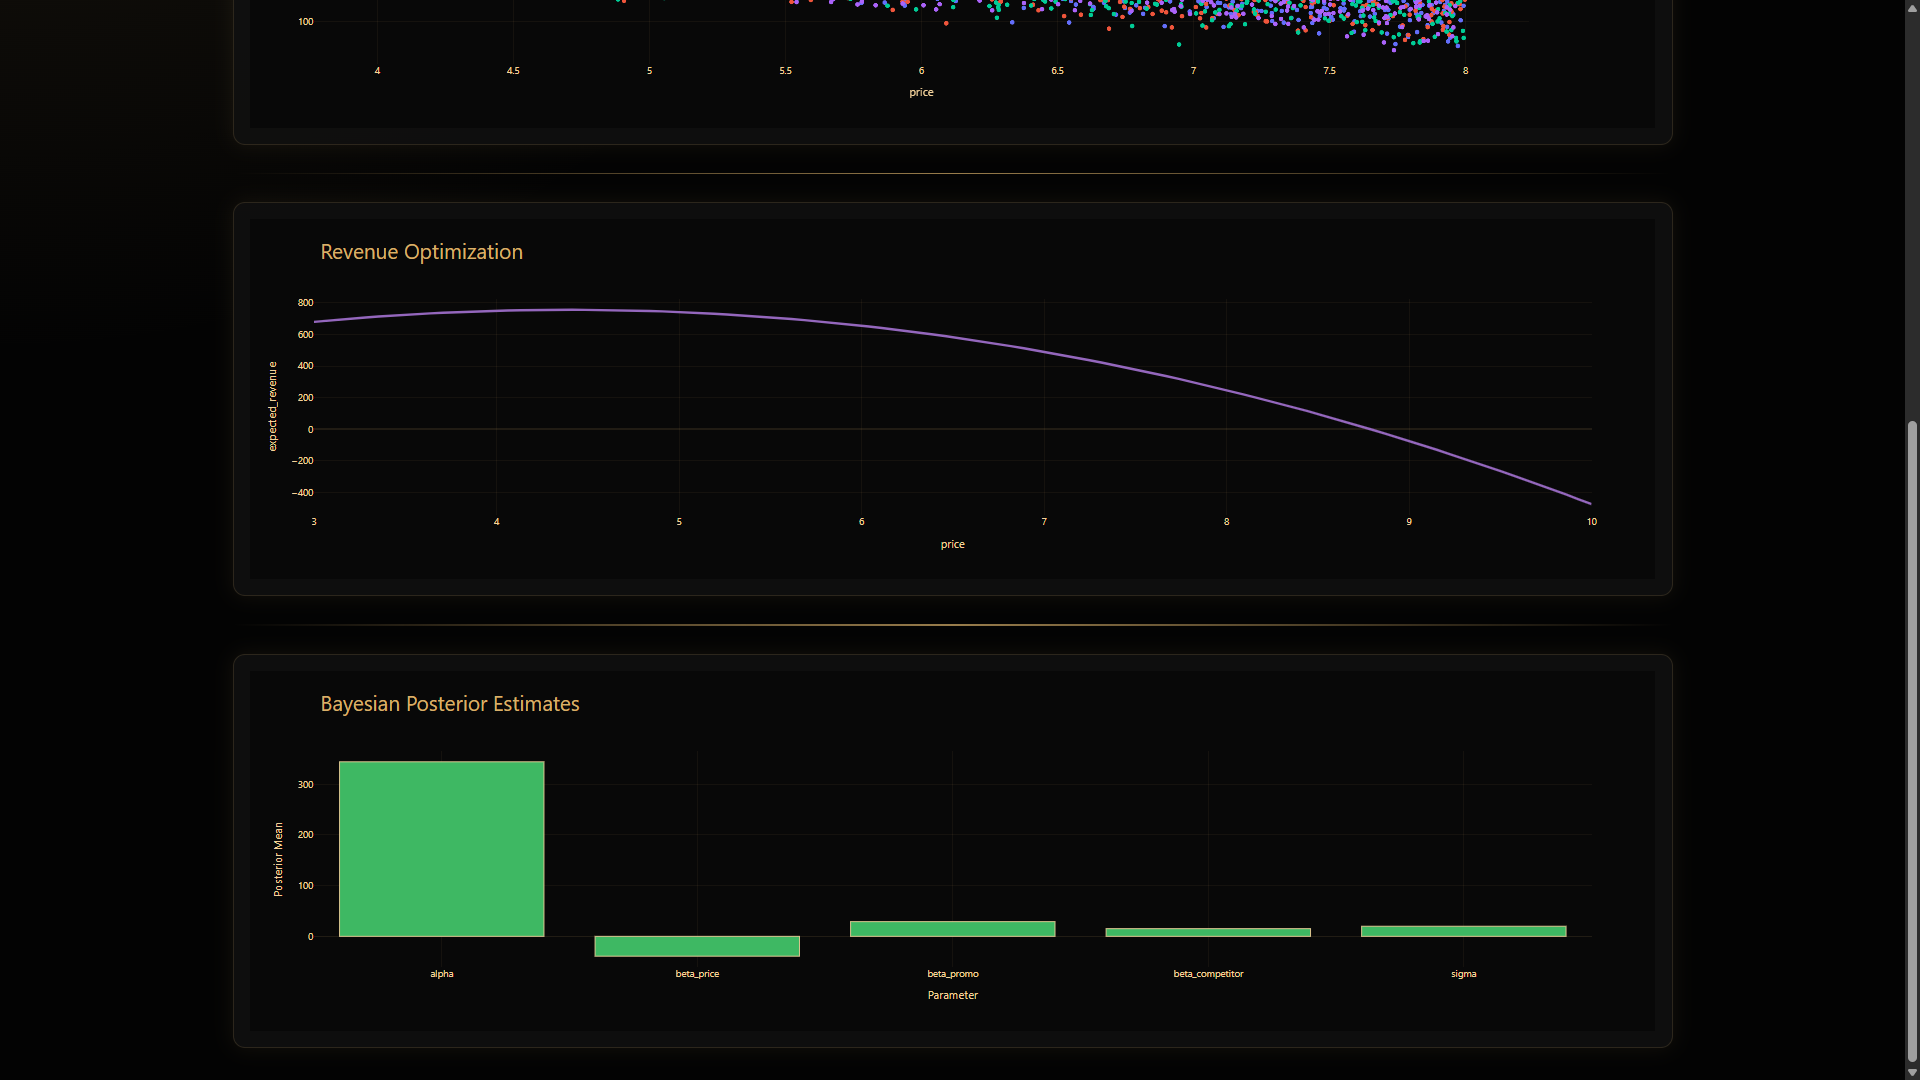 100
4 4.5 5 5.5 6 6.5 7 7.5 8
price
Revenue Optimization
800
600
400
200
0
−200
−400
expected_revenue
3 4 5 6 7 8 9 10
price
Bayesian Posterior Estimates
300
200
100
0
Posterior Mean
alpha beta_price beta_promo beta_competitor sigma
Parameter